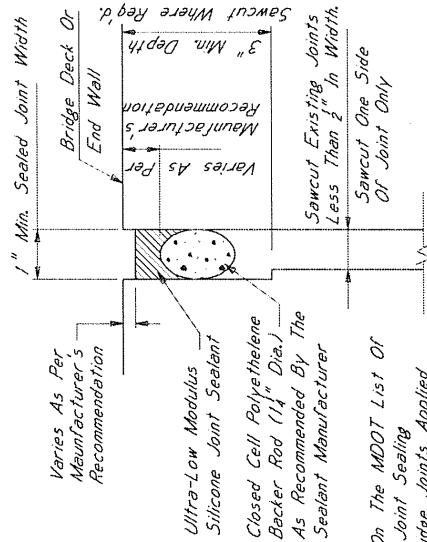 1" Min. Sealed Joint Width
Bridge Deck Or
End Wall
Varies As Per
Maunfacturer's
Recommendation
3" Min. Depth
Sawcut Where Req'd.
Varies As Per
Maunfacturer's
Recommendation
Ultra-Low Modulus
Silicone Joint Sealant
Closed Cell Polyethelene
Backer Rod (1¼" Dia.)
As Recommended By The
Sealant Manufacturer
Sawcut Existing Joints
Less Than ½" In Width.
Sawcut One Side
Of Joint Only
On The MDOT List Of
Joint Sealing
Joints Applied